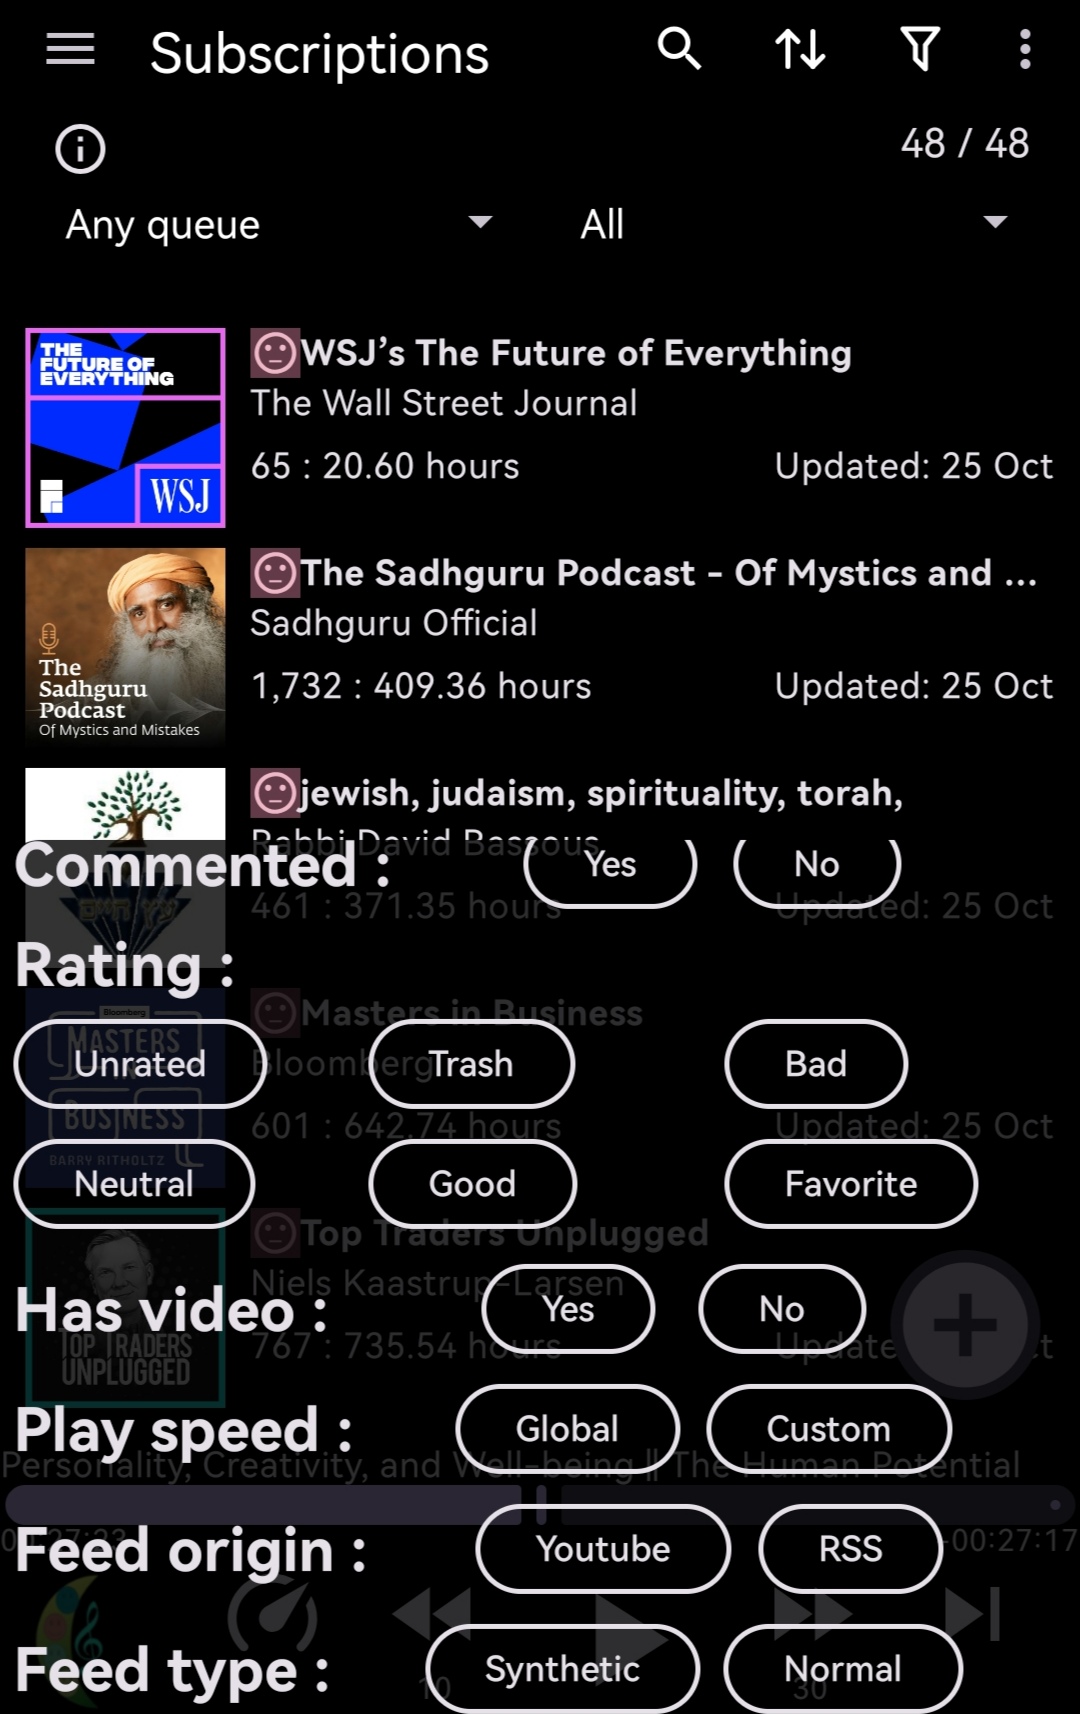 Subscriptions
48 / 48
Any queue
All
THE
FUTURE OF
EVERYTHING
WSJ
WSJ’s The Future of Everything
The Wall Street Journal
65 : 20.60 hours
Updated: 25 Oct
The
Sadhguru
Podcast
Of Mystics and Mistakes
The Sadhguru Podcast - Of Mystics and ...
Sadhguru Official
1,732 : 409.36 hours
Updated: 25 Oct
jewish, judaism, spirituality, torah,
Rabbi David Bassous
461 : 371.35 hours
Updated: 25 Oct
עץ חיים
Commented :
Yes
No
Rating :
Bloomberg
MASTERS
IN
BUSINESS
BARRY RITHOLTZ
Masters in Business
Bloomberg
601 : 642.74 hours
Updated: 25 Oct
Unrated
Trash
Bad
Neutral
Good
Favorite
TOP TRADERS
UNPLUGGED
Top Traders Unplugged
Niels Kaastrup-Larsen
767 : 735.54 hours
Has video :
Yes
No
Play speed :
Global
Custom
Personality, Creativity, and Well-being || The Human Potential
-00:27:17
Feed origin :
Youtube
RSS
Feed type :
Synthetic
Normal
10
30